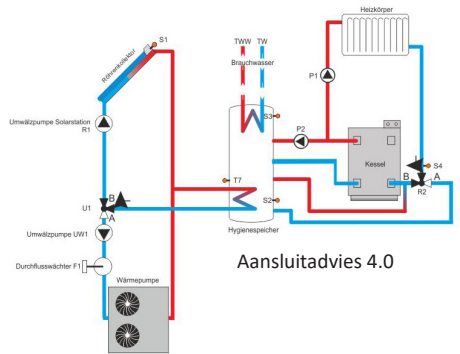 Heizkörper
S1
Röhrenkollektor
TWW TW
Brauchwasser
P1
Umwälzpumpe Solarstation
R1
S3
P2
Kessel
S4
T7
B A
R2
B
U1
A
S2
Umwälzpumpe UW1
Hygienespeicher
Aansluitadvies 4.0
Durchflusswächter F1
Wärmepumpe